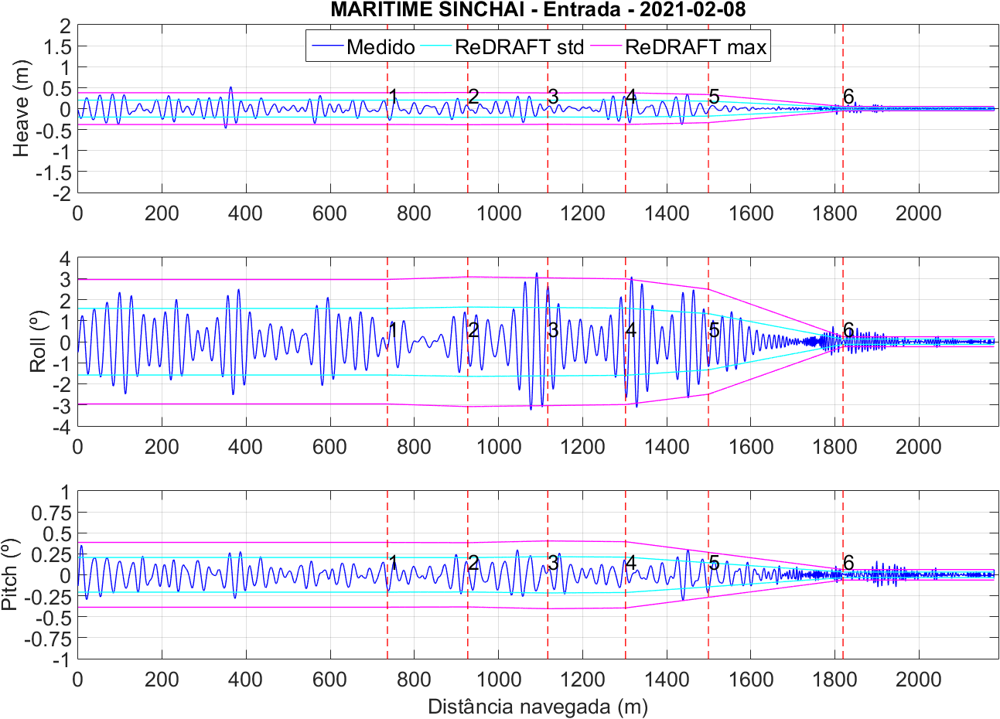 MARITIME SINCHAI - Entrada - 2021-02-08
Medido ReDRAFT std ReDRAFT max
Heave (m)
2
1.5
1
0.5
0
-0.5
-1
-1.5
-2
1 2 3 4 5 6
0 200 400 600 800 1000 1200 1400 1600 1800 2000
Roll (º)
4
3
2
1
0
-1
-2
-3
-4
1 2 3 4 5 6
0 200 400 600 800 1000 1200 1400 1600 1800 2000
Pitch (º)
1
0.75
0.5
0.25
0
-0.25
-0.5
-0.75
-1
1 2 3 4 5 6
0 200 400 600 800 1000 1200 1400 1600 1800 2000
Distância navegada (m)